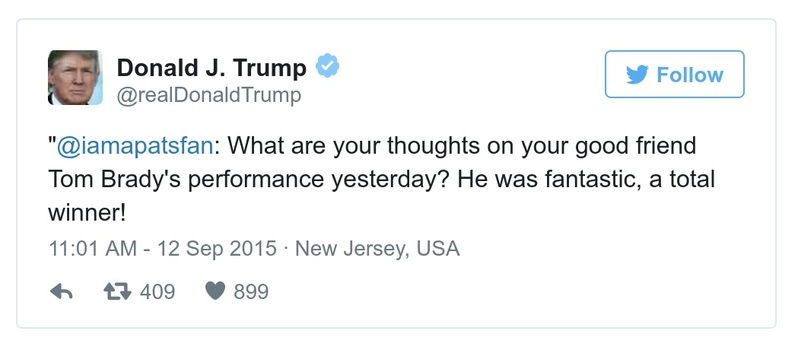 Donald J. Trump
@realDonaldTrump
Follow
"@iamapatsfan: What are your thoughts on your good friend
Tom Brady's performance yesterday? He was fantastic, a total
winner!
11:01 AM - 12 Sep 2015 · New Jersey, USA
409 899